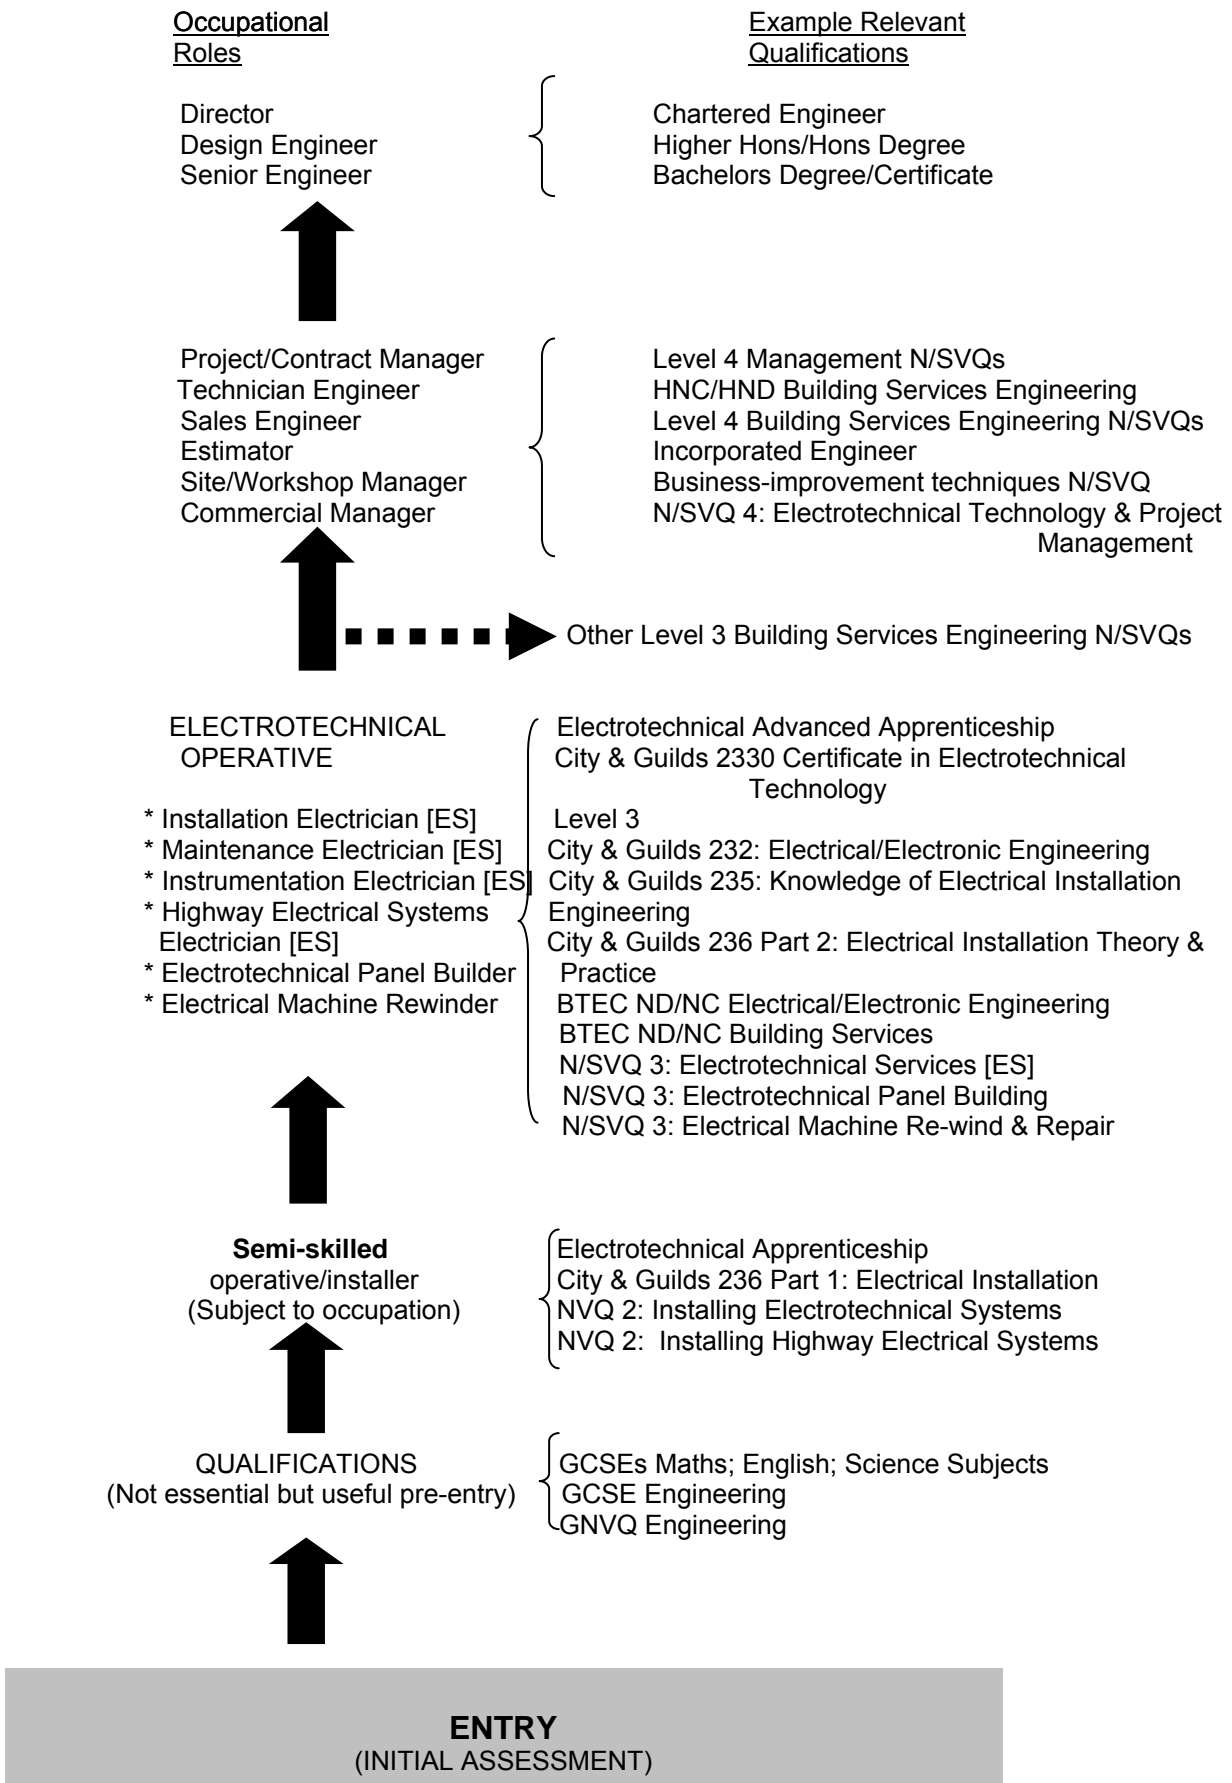 Occupational
Roles
Example Relevant
Qualifications
Director
Design Engineer
Senior Engineer
Chartered Engineer
Higher Hons/Hons Degree
Bachelors Degree/Certificate
Project/Contract Manager
Technician Engineer
Sales Engineer
Estimator
Site/Workshop Manager
Commercial Manager
Level 4 Management N/SVQs
HNC/HND Building Services Engineering
Level 4 Building Services Engineering N/SVQs
Incorporated Engineer
Business-improvement techniques N/SVQ
N/SVQ 4: Electrotechnical Technology & Project
Management
Other Level 3 Building Services Engineering N/SVQs
ELECTROTECHNICAL
OPERATIVE
* Installation Electrician [ES]
* Maintenance Electrician [ES]
* Instrumentation Electrician [ES]
* Highway Electrical Systems
Electrician [ES]
* Electrotechnical Panel Builder
* Electrical Machine Rewinder
Electrotechnical Advanced Apprenticeship
City & Guilds 2330 Certificate in Electrotechnical
Technology
Level 3
City & Guilds 232: Electrical/Electronic Engineering
City & Guilds 235: Knowledge of Electrical Installation
Engineering
City & Guilds 236 Part 2: Electrical Installation Theory &
Practice
BTEC ND/NC Electrical/Electronic Engineering
BTEC ND/NC Building Services
N/SVQ 3: Electrotechnical Services [ES]
N/SVQ 3: Electrotechnical Panel Building
N/SVQ 3: Electrical Machine Re-wind & Repair
Semi-skilled
operative/installer
(Subject to occupation)
Electrotechnical Apprenticeship
City & Guilds 236 Part 1: Electrical Installation
NVQ 2: Installing Electrotechnical Systems
NVQ 2: Installing Highway Electrical Systems
QUALIFICATIONS
(Not essential but useful pre-entry)
GCSEs Maths; English; Science Subjects
GCSE Engineering
GNVQ Engineering
ENTRY
(INITIAL ASSESSMENT)